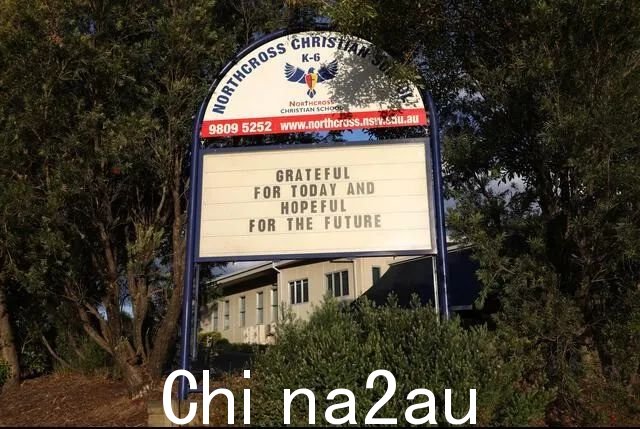 NORTHCROSS CHRISTIAN SCHOOL
K-6
NORTHCROSS
CHRISTIAN SCHOOL
9809 5252 www.northcross.nsw.edu.au
GRATEFUL
FOR TODAY AND
HOPEFUL
FOR THE FUTURE
Chi na2au